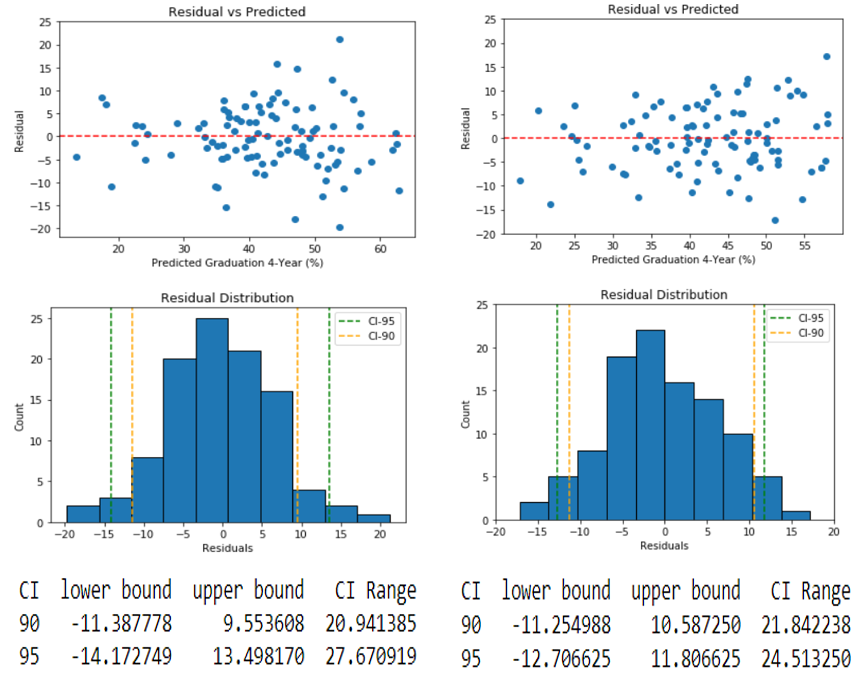 Residual vs Predicted
25
20
15
10
5
0
−5
−10
−15
−20
Residual
20 30 40 50 60
Predicted Graduation 4-Year (%)
Residual vs Predicted
25
20
15
10
5
0
−5
−10
−15
−20
Residual
20 25 30 35 40 45 50 55
Predicted Graduation 4-Year (%)
Residual Distribution
CI-95
CI-90
25
20
15
10
5
0
Count
−20 −15 −10 −5 0 5 10 15 20
Residuals
Residual Distribution
CI-95
CI-90
25
20
15
10
5
0
Count
−20 −15 −10 −5 0 5 10 15 20
Residuals
CI lower bound upper bound CI Range
90 -11.387778 9.553608 20.941385
95 -14.172749 13.498170 27.670919
CI lower bound upper bound CI Range
90 -11.254988 10.587250 21.842238
95 -12.706625 11.806625 24.513250